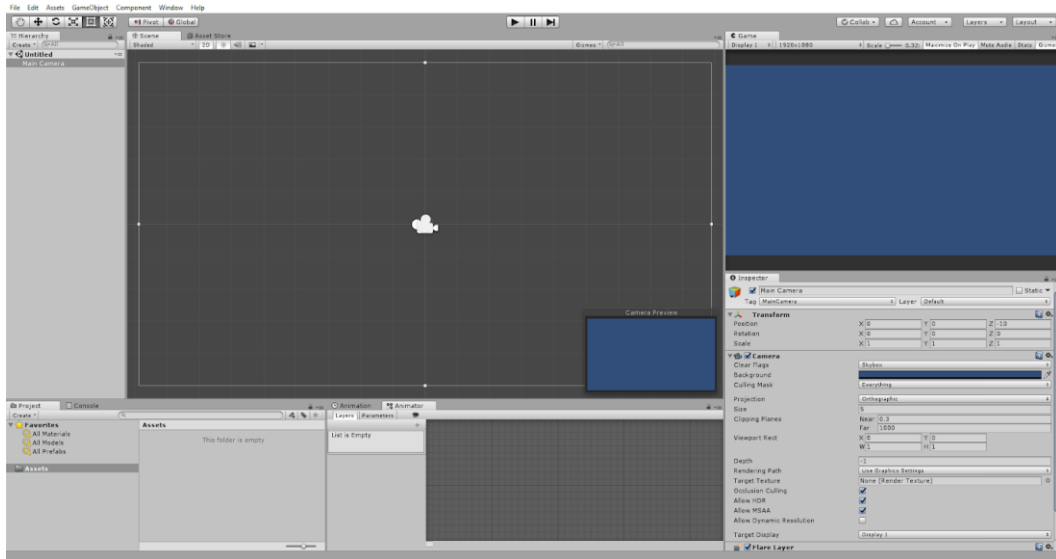 File Edit Assets GameObject Component Window Help
Pivot Global
Collab Account Layers Layout
Hierarchy
Create All
Untitled
Main Camera
Scene Asset Store
Shaded 2D Gizmos All
Camera Preview
Game
Display 1 1920x1080 Scale 0.32x Maximize On Play Mute Audio Stats Gizmos
Inspector
Main Camera Static
Tag MainCamera Layer Default
Transform
Position X 0 Y 0 Z -10
Rotation X 0 Y 0 Z 0
Scale X 1 Y 1 Z 1
Camera
Clear Flags Skybox
Background
Culling Mask Everything
Projection Orthographic
Size 5
Clipping Planes Near 0.3
Far 1000
Viewport Rect X 0 Y 0
W 1 H 1
Depth -1
Rendering Path Use Graphics Settings
Target Texture None (Render Texture)
Occlusion Culling
Allow HDR
Allow MSAA
Allow Dynamic Resolution
Target Display Display 1
Flare Layer
Project Console
Create
Favorites
All Materials
All Models
All Prefabs
Assets
Assets
This folder is empty
Animation Animator
Layers Parameters
List is Empty